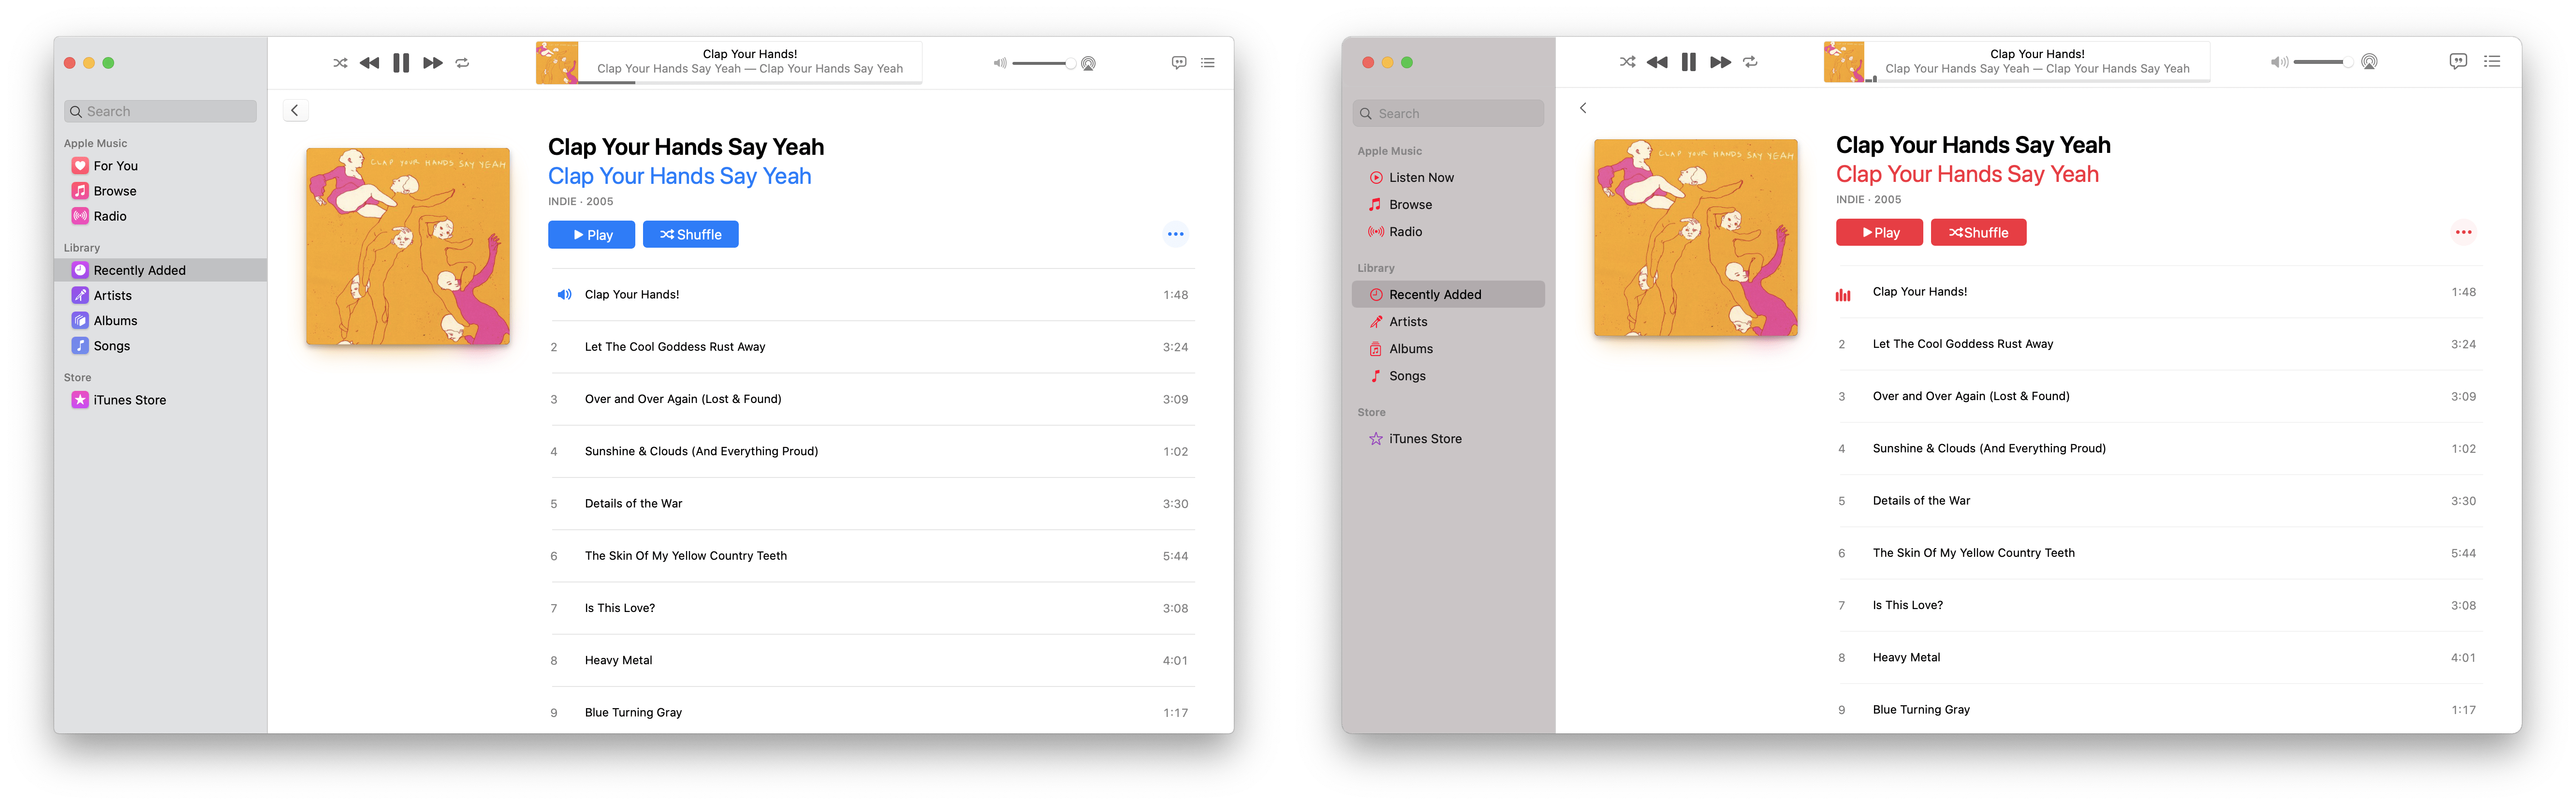 Clap Your Hands!
Clap Your Hands Say Yeah — Clap Your Hands Say Yeah
Search
Apple Music
For You
Browse
Radio
Library
Recently Added
Artists
Albums
Songs
Store
iTunes Store
CLAP YOUR HANDS SAY YEAH
Clap Your Hands Say Yeah
Clap Your Hands Say Yeah
INDIE · 2005
Play Shuffle
Clap Your Hands! 1:48
2 Let The Cool Goddess Rust Away 3:24
3 Over and Over Again (Lost & Found) 3:09
4 Sunshine & Clouds (And Everything Proud) 1:02
5 Details of the War 3:30
6 The Skin Of My Yellow Country Teeth 5:44
7 Is This Love? 3:08
8 Heavy Metal 4:01
9 Blue Turning Gray 1:17
Clap Your Hands!
Clap Your Hands Say Yeah — Clap Your Hands Say Yeah
Search
Apple Music
Listen Now
Browse
Radio
Library
Recently Added
Artists
Albums
Songs
Store
iTunes Store
CLAP YOUR HANDS SAY YEAH
Clap Your Hands Say Yeah
Clap Your Hands Say Yeah
INDIE · 2005
Play Shuffle
Clap Your Hands! 1:48
2 Let The Cool Goddess Rust Away 3:24
3 Over and Over Again (Lost & Found) 3:09
4 Sunshine & Clouds (And Everything Proud) 1:02
5 Details of the War 3:30
6 The Skin Of My Yellow Country Teeth 5:44
7 Is This Love? 3:08
8 Heavy Metal 4:01
9 Blue Turning Gray 1:17